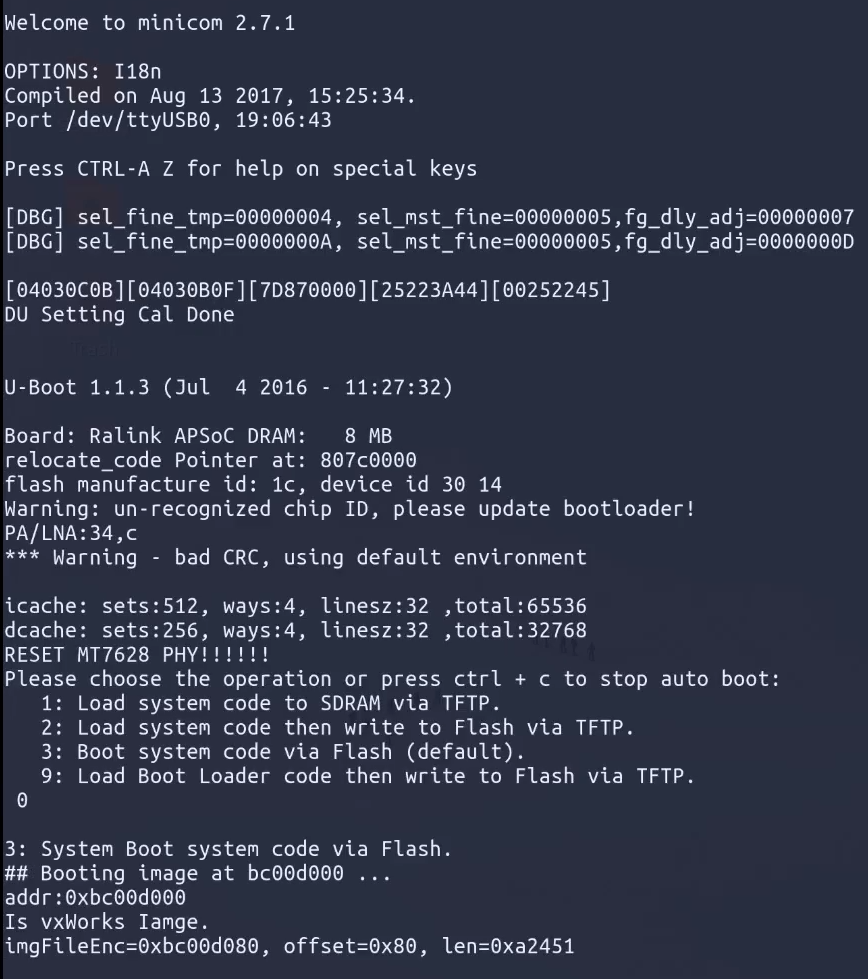 Welcome to minicom 2.7.1
OPTIONS: I18n
Compiled on Aug 13 2017, 15:25:34.
Port /dev/ttyUSB0, 19:06:43
Press CTRL-A Z for help on special keys
[DBG] sel_fine_tmp=00000004, sel_mst_fine=00000005,fg_dly_adj=00000007
[DBG] sel_fine_tmp=0000000A, sel_mst_fine=00000005,fg_dly_adj=0000000D
[04030C0B][04030B0F][7D870000][25223A44][00252245]
DU Setting Cal Done
U-Boot 1.1.3 (Jul  4 2016 - 11:27:32)
Board: Ralink APSoC DRAM:   8 MB
relocate_code Pointer at: 807c0000
flash manufacture id: 1c, device id 30 14
Warning: un-recognized chip ID, please update bootloader!
PA/LNA:34,c
*** Warning - bad CRC, using default environment
icache: sets:512, ways:4, linesz:32 ,total:65536
dcache: sets:256, ways:4, linesz:32 ,total:32768
RESET MT7628 PHY!!!!!!
Please choose the operation or press ctrl + c to stop auto boot:
   1: Load system code to SDRAM via TFTP.
   2: Load system code then write to Flash via TFTP.
   3: Boot system code via Flash (default).
   9: Load Boot Loader code then write to Flash via TFTP.
 0
3: System Boot system code via Flash.
## Booting image at bc00d000 ...
addr:0xbc00d000
Is vxWorks Iamge.
imgFileEnc=0xbc00d080, offset=0x80, len=0xa2451